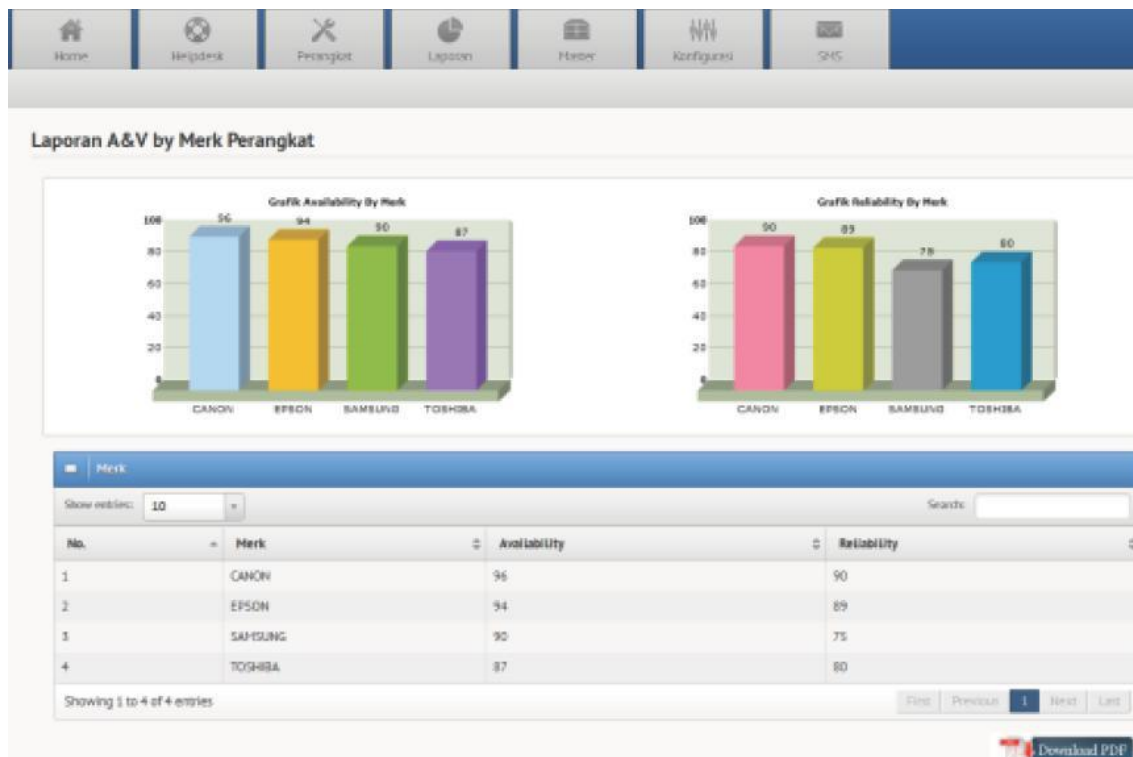 Home Helpdesk Perangkat Laporan Master Konfigurasi SMS
Laporan A&V by Merk Perangkat
Grafik Availability By Merk
100
80
60
40
20
0
96
94
90
87
CANON EPSON SAMSUNG TOSHIBA
Grafik Reliability By Merk
100
80
60
40
20
0
90
89
80
CANON EPSON SAMSUNG TOSHIBA
Merk
Show entries: 10 Search:
No. Merk Availability Reliability
1 CANON 96 90
2 EPSON 94 89
3 SAMSUNG 90 75
4 TOSHIBA 87 80
Showing 1 to 4 of 4 entries
First Previous 1 Next Last
Download PDF